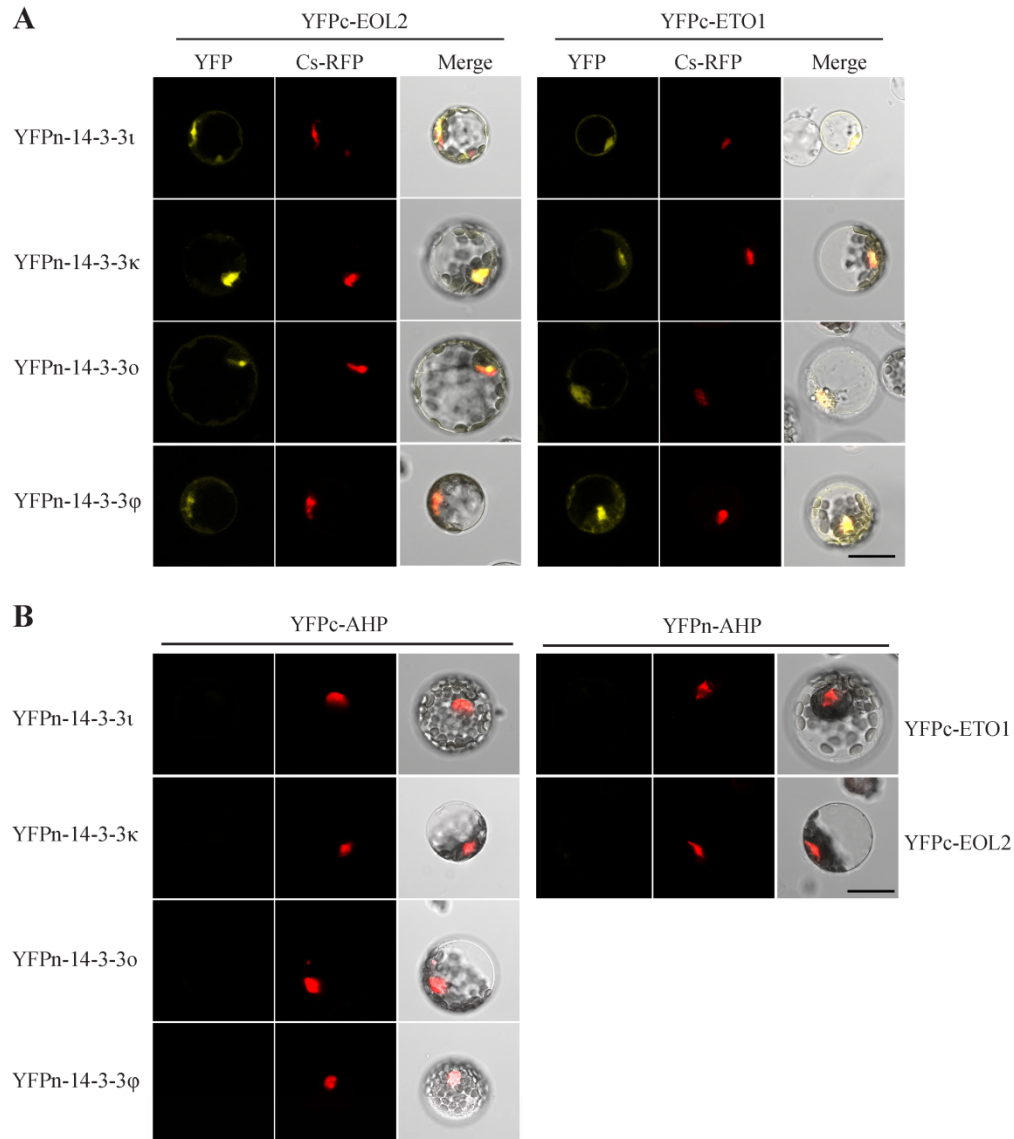 A
YFPc-EOL2 YFPc-ETO1
YFP Cs-RFP Merge YFP Cs-RFP Merge
YFPn-14-3-3ι
YFPn-14-3-3κ
YFPn-14-3-3o
YFPn-14-3-3φ
B
YFPc-AHP YFPn-AHP
YFPn-14-3-3ι YFPc-ETO1
YFPn-14-3-3κ YFPc-EOL2
YFPn-14-3-3o
YFPn-14-3-3φ